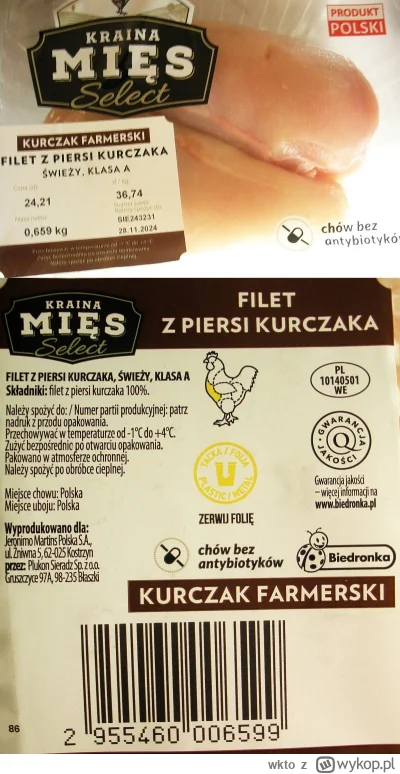 KRAINA
MIĘS
Select
PRODUKT
POLSKI
KURCZAK FARMERSKI
FILET Z PIERSI KURCZAKA
ŚWIEŻY, KLASA A
24,21
36,74
SIE243231
0,659 kg
28.11.2024
chów bez
antybiotykó
KRAINA
MIĘS
Select
FILET
Z PIERSI KURCZAKA
FILET Z PIERSI KURCZAKA, ŚWIEŻY, KLASA A
Składniki: filet z piersi kurczaka 100%.
Należy spożyć do: / Numer partii produkcyjnej: patrz
nadruk z przodu opakowania.
Przechowywać w temperaturze od -1°C do +4°C.
Zużyć bezpośrednio po otwarciu opakowania.
Pakowano w atmosferze ochronnej.
Należy spożyć po obróbce cieplnej.
Miejsce chowu: Polska
Miejsce uboju: Polska
Wyprodukowano dla:
Jeronimo Martins Polska S.A.,
ul. Żniwna 5, 62-025 Kostrzyn
przez: Plukon Sieradz Sp. z o.o.
Gruszczyce 97A, 98-235 Błaszki
TACKA / FOLIA
PLASTIC / METAL
ZERWIJ FOLIĘ
PL
10140501
WE
GWARANCJA
Q
JAKOŚCI
Gwarancja jakości
– więcej informacji na
www.biedronka.pl
chów bez
antybiotyków
Biedronka
KURCZAK FARMERSKI
86
2 955460 006599
wkto z wykop.pl